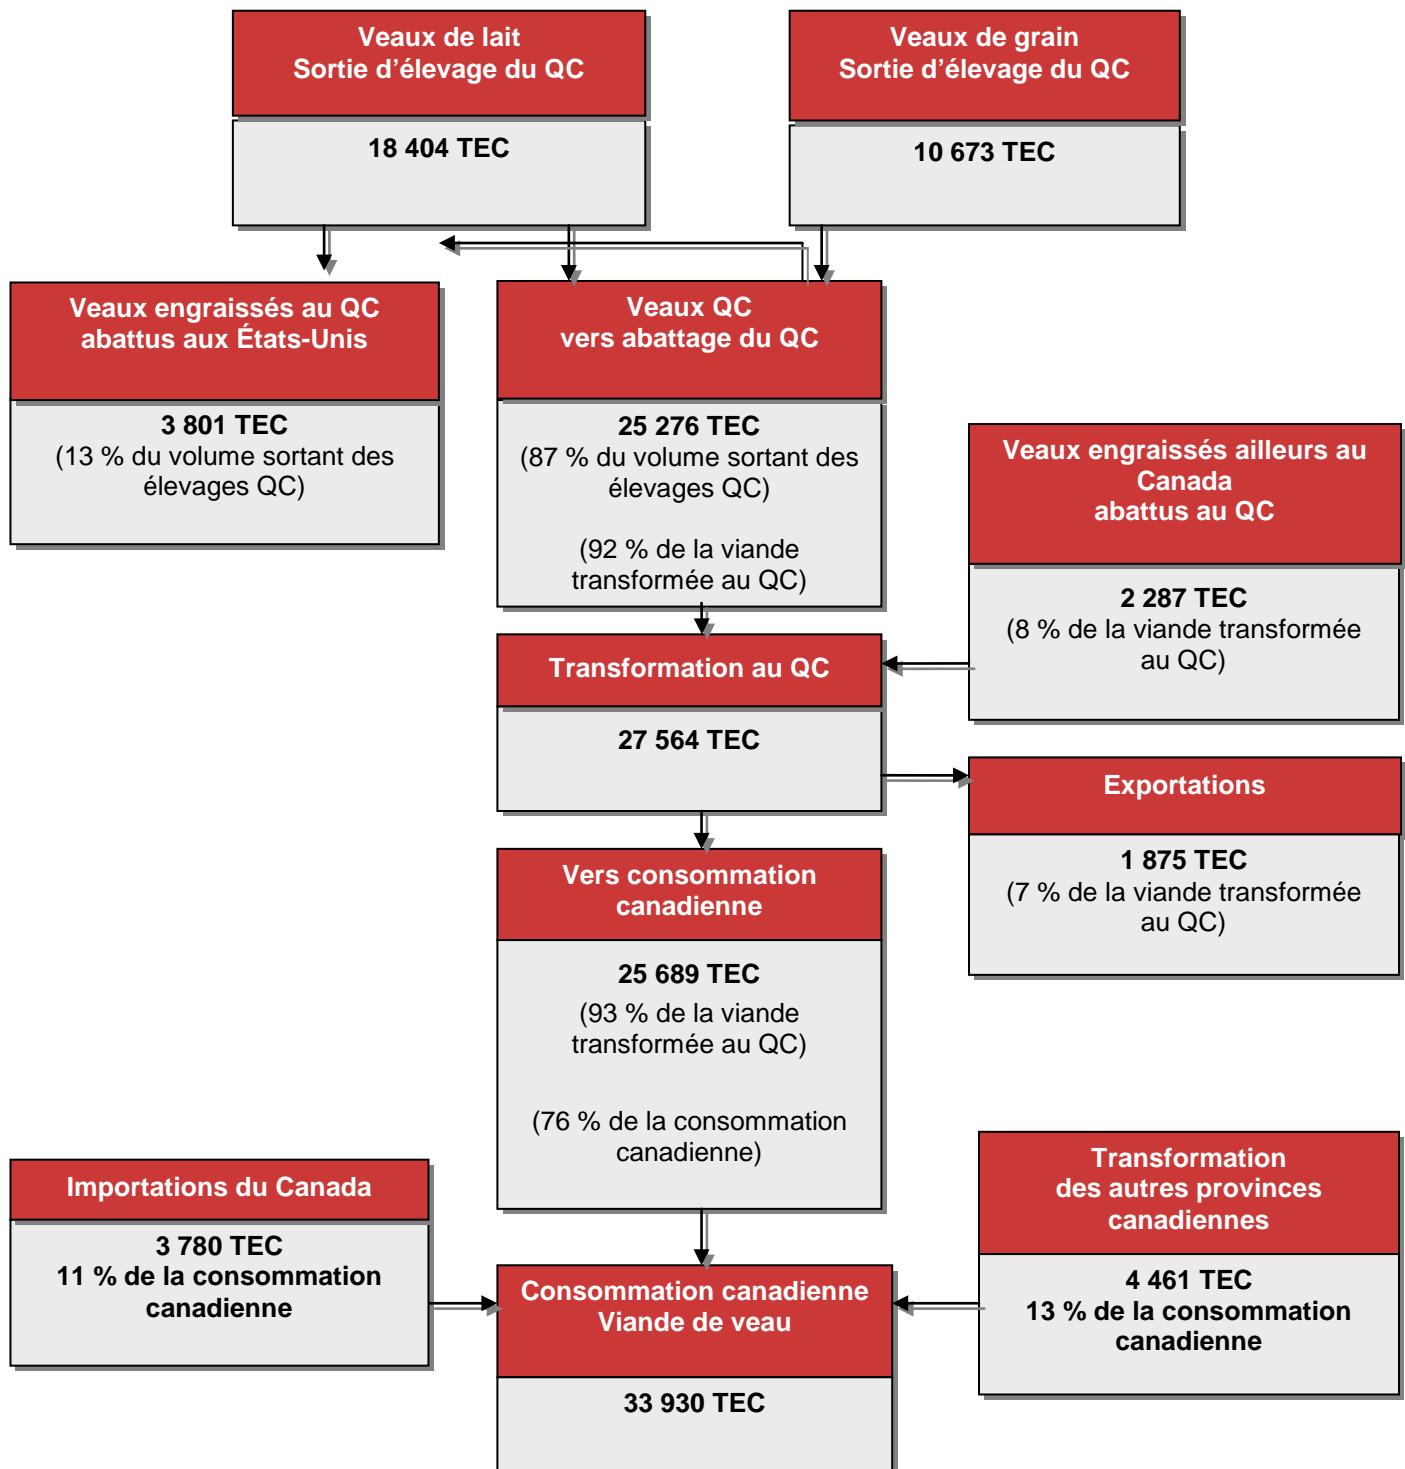 Veaux de lait
Sortie d'élevage du QC
18 404 TEC
Veaux de grain
Sortie d'élevage du QC
10 673 TEC
Veaux engraissés au QC
abattus aux États-Unis
3 801 TEC
(13 % du volume sortant des
élevages QC)
Veaux QC
vers abattage du QC
25 276 TEC
(87 % du volume sortant des
élevages QC)
(92 % de la viande
transformée au QC)
Veaux engraissés ailleurs au
Canada
abattus au QC
2 287 TEC
(8 % de la viande transformée
au QC)
Transformation au QC
27 564 TEC
Exportations
1 875 TEC
(7 % de la viande transformée
au QC)
Vers consommation
canadienne
25 689 TEC
(93 % de la viande
transformée au QC)
(76 % de la consommation
canadienne)
Importations du Canada
3 780 TEC
11 % de la consommation
canadienne
Transformation
des autres provinces
canadiennes
4 461 TEC
13 % de la consommation
canadienne
Consommation canadienne
Viande de veau
33 930 TEC